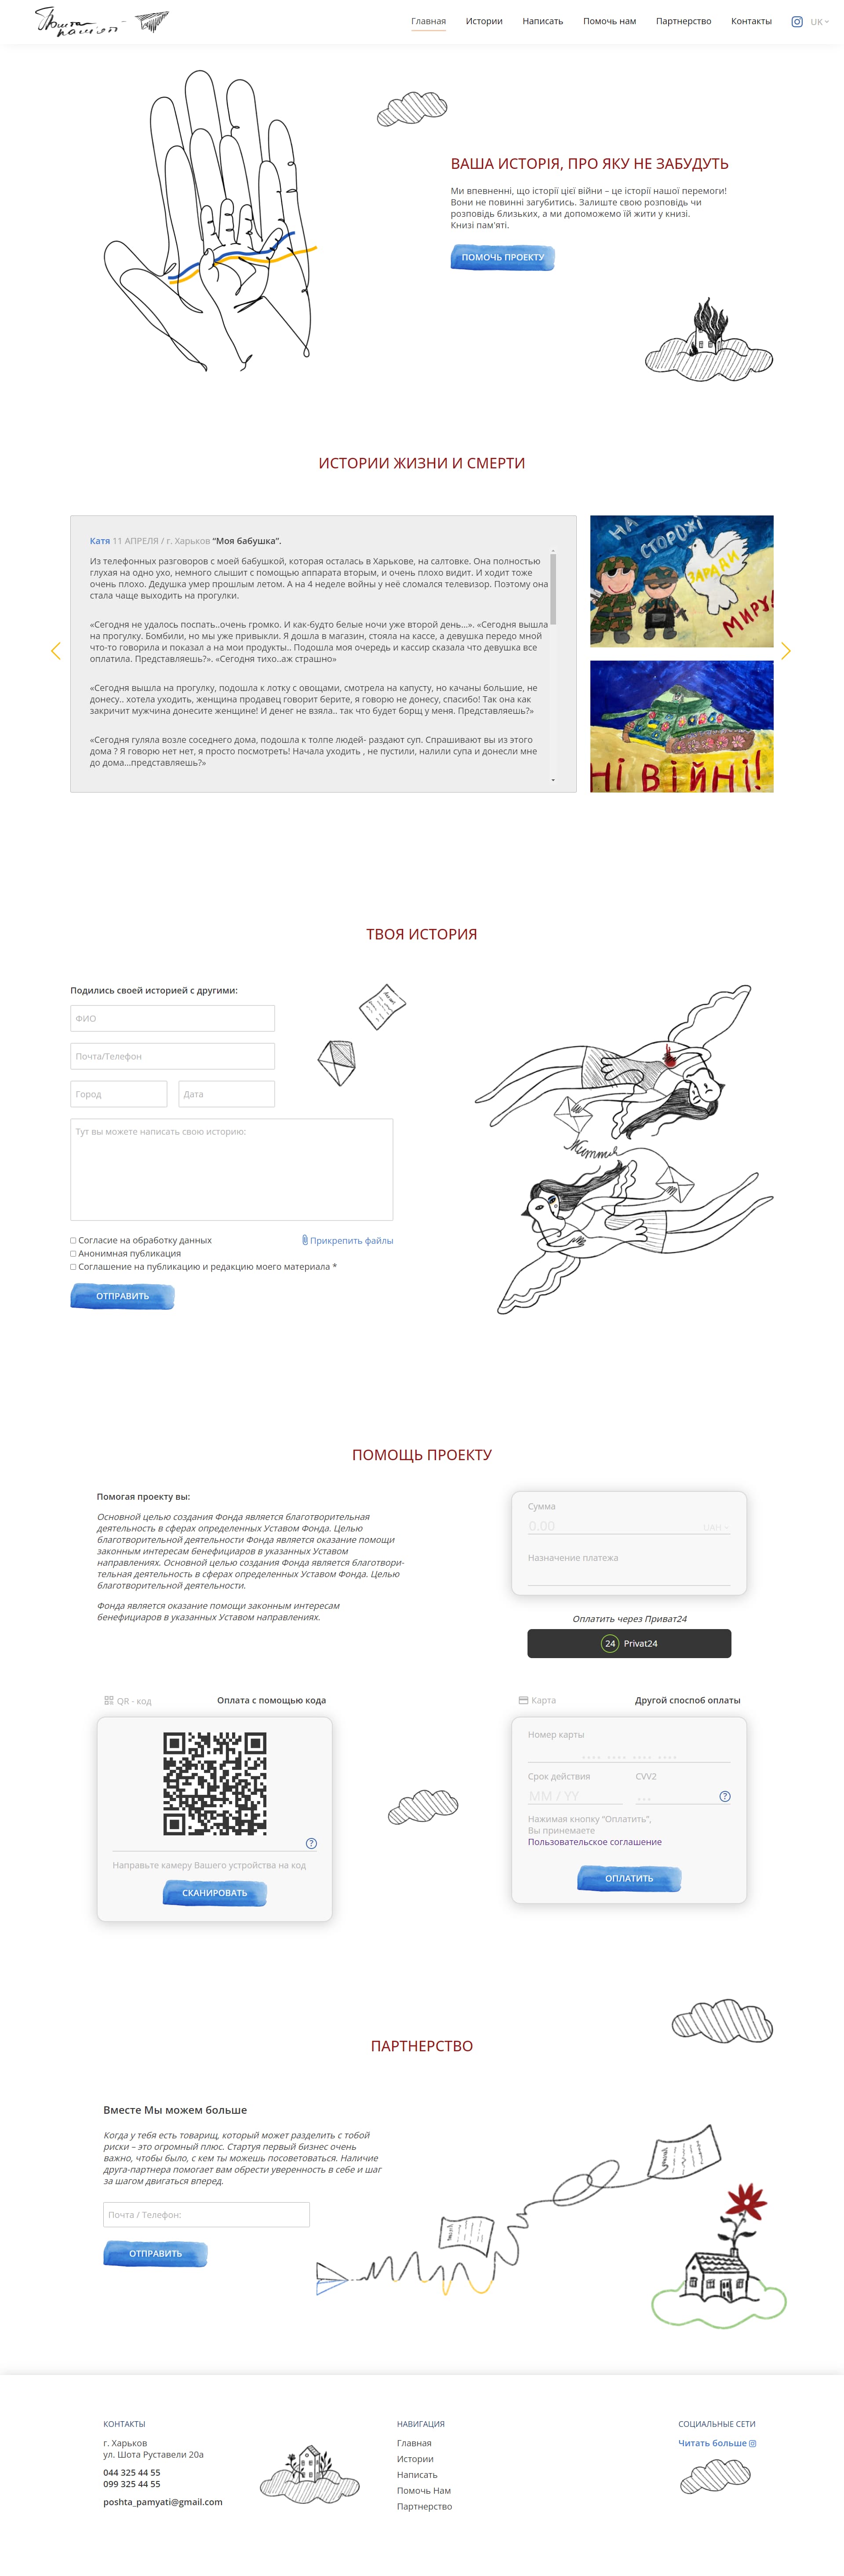 Пошта памяті
Главная Истории Написать Помочь нам Партнерство Контакты UK
ВАША ИСТОРІЯ, ПРО ЯКУ НЕ ЗАБУДУТЬ
Ми впевненні, що історії цієї війни – це історії нашої перемоги!
Вони не повинні загубитись. Залиште свою розповідь чи
розповідь близьких, а ми допоможемо їй жити у книзі.
Книзі пам'яті.
ПОМОЧЬ ПРОЕКТУ
ИСТОРИИ ЖИЗНИ И СМЕРТИ
Катя 11 АПРЕЛЯ / г. Харьков "Моя бабушка".
Из телефонных разговоров с моей бабушкой, которая осталась в Харькове, на салтовке. Она полностью
глухая на одно ухо, немного слышит с помощью аппарата вторым, и очень плохо видит. И ходит тоже
очень плохо. Дедушка умер прошлым летом. А на 4 неделе войны у неё сломался телевизор. Поэтому она
стала чаще выходить на прогулки.
«Сегодня не удалось поспать..очень громко. И как-будто белые ночи уже второй день...». «Сегодня вышла
на прогулку. Бомбили, но мы уже привыкли. Я дошла в магазин, стояла на кассе, а девушка передо мной
что-то говорила и показал а на мои продукты.. Подошла моя очередь и кассир сказала что девушка все
оплатила. Представляешь?». «Сегодня тихо..аж страшно»
«Сегодня вышла на прогулку, подошла к лотку с овощами, смотрела на капусту, но качаны большие, не
донесу.. хотела уходить, женщина продавец говорит берите, я говорю не донесу, спасибо! Так она как
закричит мужчина донесите женщине! И денег не взяла.. так что будет борщ у меня. Представляешь?»
«Сегодня гуляла возле соседнего дома, подошла к толпе людей- раздают суп. Спрашивают вы из этого
дома ? Я говорю нет нет, я просто посмотреть! Начала уходить , не пустили, налили супа и донесли мне
до дома...представляешь?»
НА
СТОРОЖІ
ЗАРАДИ
МИРУ!
НІ ВІЙНІ!
ТВОЯ ИСТОРИЯ
Подились своей историей с другими:
ФИО
Почта/Телефон
Город Дата
Тут вы можете написать свою историю:
Согласие на обработку данных Прикрепить файлы
Анонимная публикация
Соглашение на публикацию и редакцию моего материала *
ОТПРАВИТЬ
ПОМОЩЬ ПРОЕКТУ
Помогая проекту вы:
Основной целью создания Фонда является благотворительная
деятельность в сферах определенных Уставом Фонда. Целью
благотворительной деятельности Фонда является оказание помощи
законным интересам бенефициаров в указанных Уставом
направлениях. Основной целью создания Фонда является благотвори-
тельная деятельность в сферах определенных Уставом Фонда. Целью
благотворительной деятельности.
Фонда является оказание помощи законным интересам
бенефициаров в указанных Уставом направлениях.
Сумма
0.00 UAH
Назначение платежа
Оплатить через Приват24
24 Privat24
QR - код Оплата с помощью кода
Направьте камеру Вашего устройства на код
СКАНИРОВАТЬ
Карта Другой споспоб оплаты
Номер карты
Срок действия CVV2
MM / YY
Нажимая кнопку "Оплатить",
Вы принемаете
Пользовательское соглашение
ОПЛАТИТЬ
ПАРТНЕРСТВО
Вместе Мы можем больше
Когда у тебя есть товарищ, который может разделить с тобой
риски – это огромный плюс. Стартуя первый бизнес очень
важно, чтобы было, с кем ты можешь посоветоваться. Наличие
друга-партнера помогает вам обрести уверенность в себе и шаг
за шагом двигаться вперед.
Почта / Телефон:
ОТПРАВИТЬ
КОНТАКТЫ
г. Харьков
ул. Шота Руставели 20а
044 325 44 55
099 325 44 55
poshta_pamyati@gmail.com
НАВИГАЦИЯ
Главная
Истории
Написать
Помочь Нам
Партнерство
СОЦИАЛЬНЫЕ СЕТИ
Читать больше